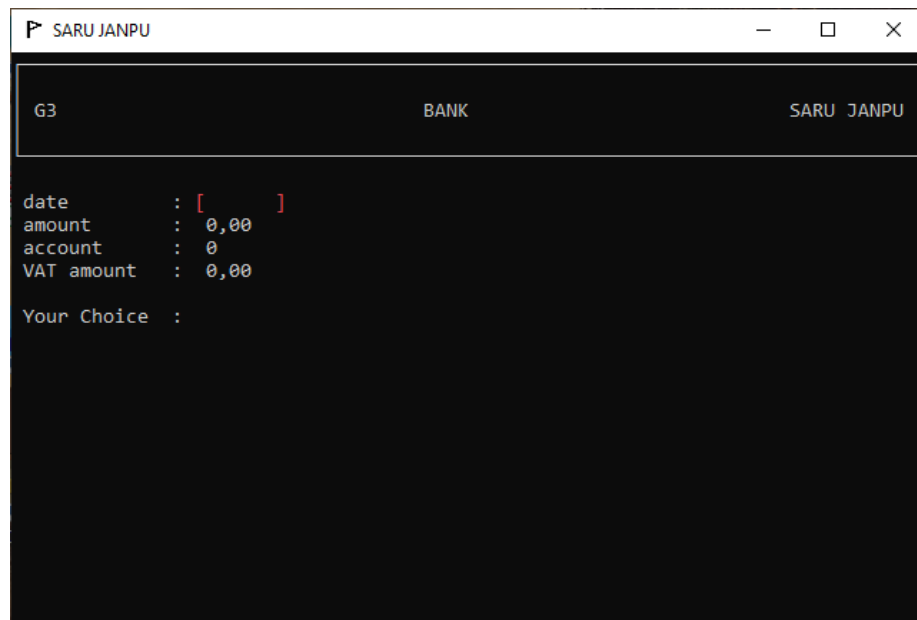 SARU JANPU
G3 BANK SARU JANPU
date : [ ]
amount : 0,00
account : 0
VAT amount : 0,00
Your Choice :